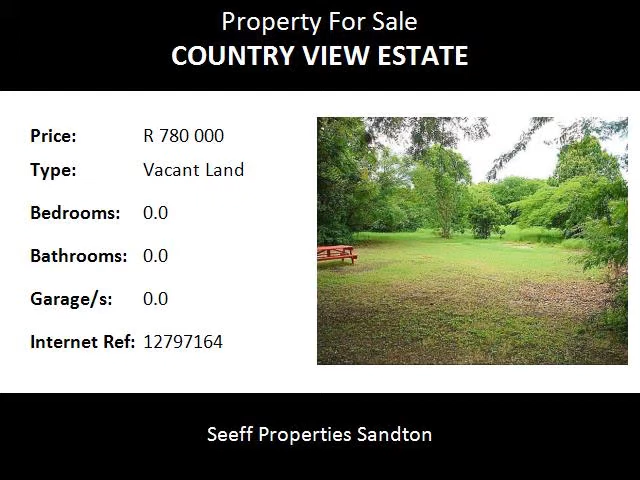 Property For Sale
COUNTRY VIEW ESTATE
Price: R 780 000
Type: Vacant Land
Bedrooms: 0.0
Bathrooms: 0.0
Garage/s: 0.0
Internet Ref: 12797164
Seeff Properties Sandton